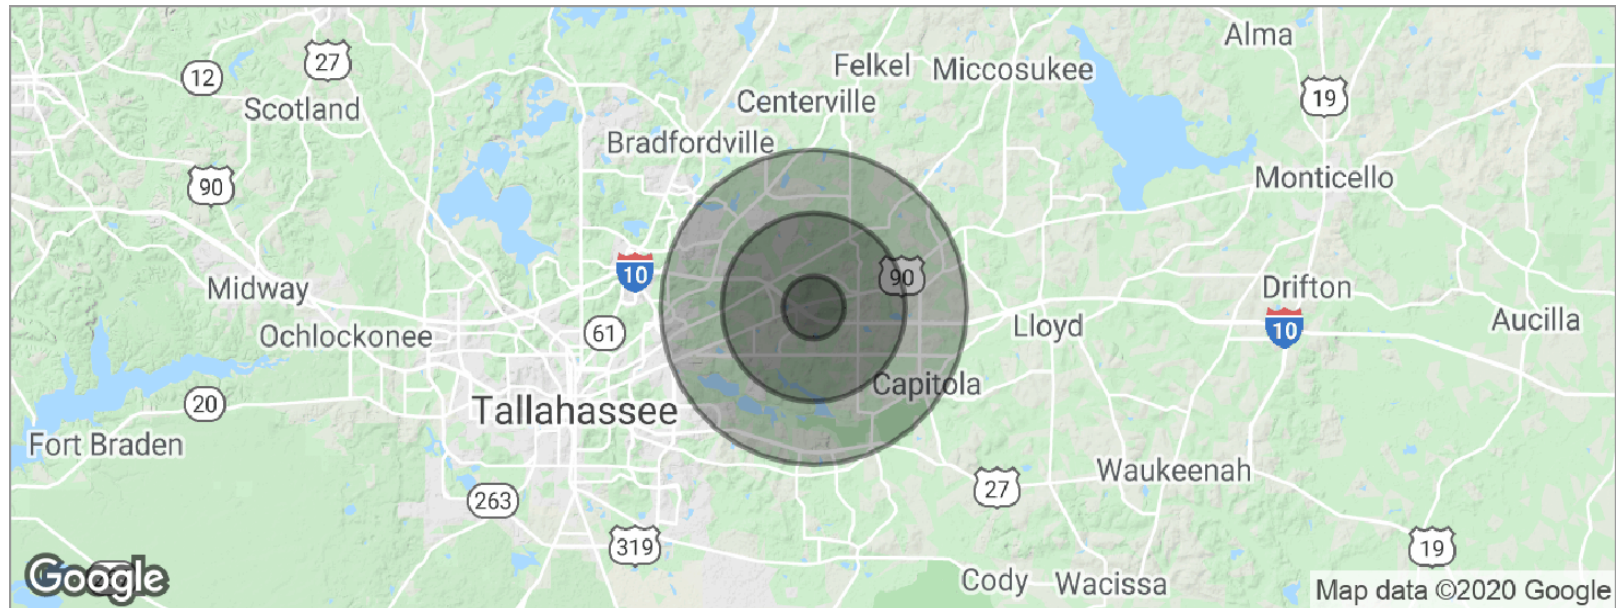 Alma
27
Felkel
Miccosukee
12
19
Scotland
Centerville
Bradfordville
90
Monticello
10
90
Midway
Drifton
61
Lloyd
10
Aucilla
Ochlockonee
Capitola
20
Tallahassee
Fort Braden
Waukeenah
27
263
319
19
Google
Cody
Wacissa
Map data ©2020 Google